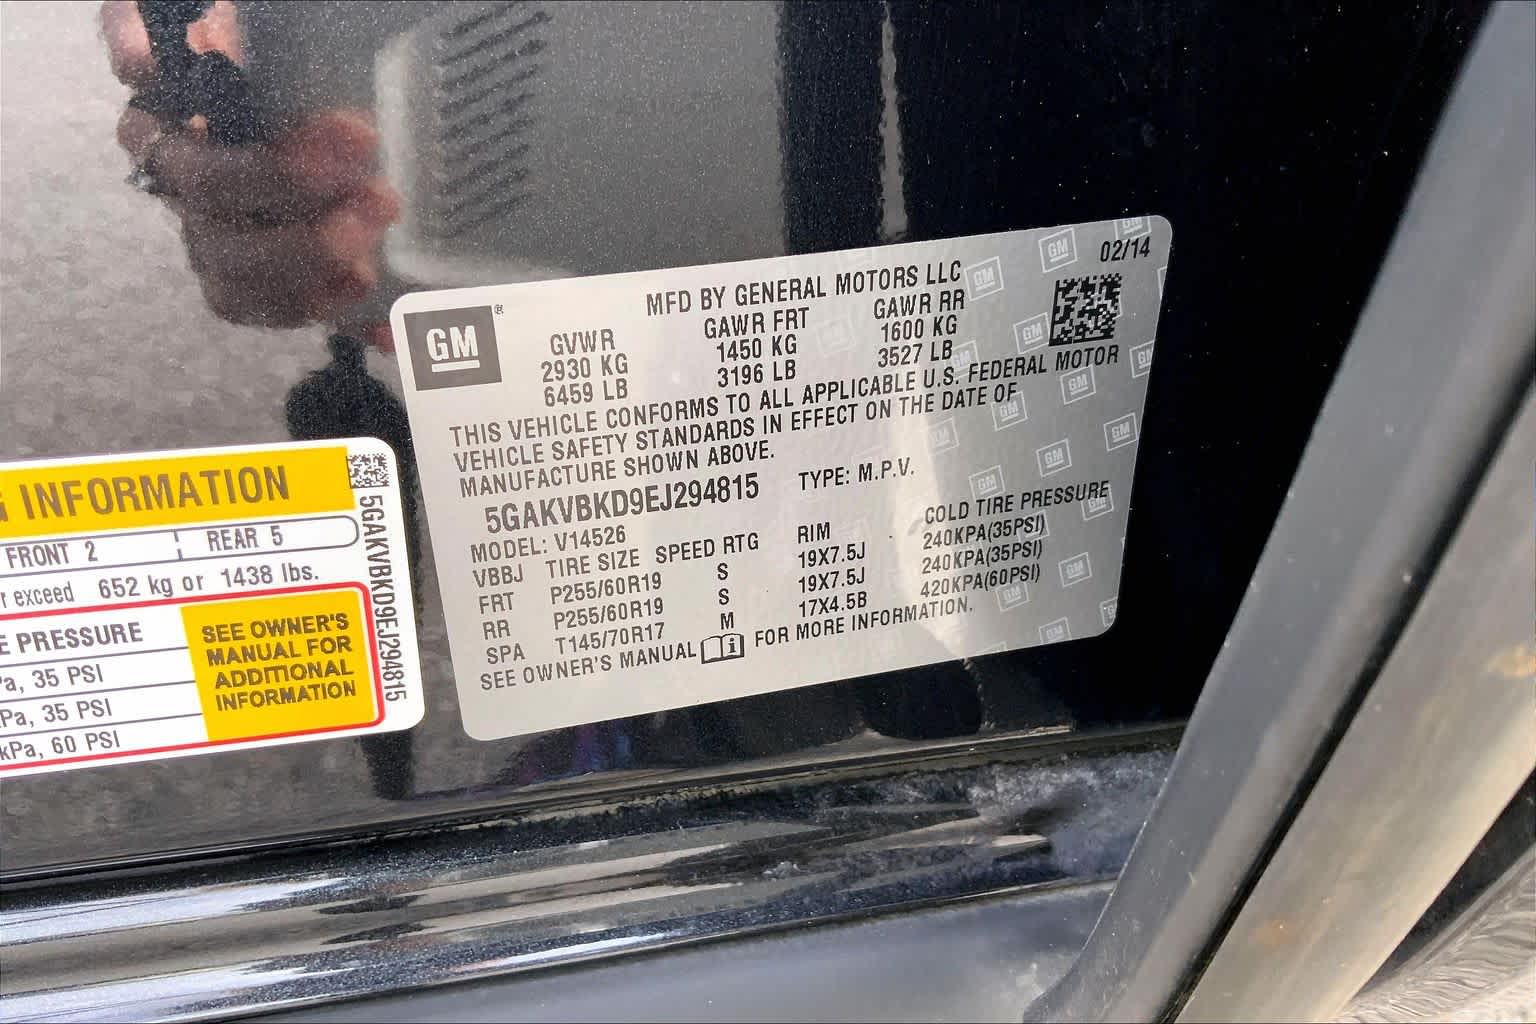 GM®
02/14
MFD BY GENERAL MOTORS LLC
GVWR GAWR FRT GAWR RR
2930 KG 1450 KG 1600 KG
6459 LB 3196 LB 3527 LB
THIS VEHICLE CONFORMS TO ALL APPLICABLE U.S. FEDERAL MOTOR
VEHICLE SAFETY STANDARDS IN EFFECT ON THE DATE OF
MANUFACTURE SHOWN ABOVE.
5GAKVBKD9EJ294815 TYPE: M.P.V.
MODEL: V14526
VBBJ TIRE SIZE SPEED RTG RIM COLD TIRE PRESSURE
FRT P255/60R19 S 19X7.5J 240KPA(35PSI)
RR P255/60R19 S 19X7.5J 240KPA(35PSI)
SPA T145/70R17 M 17X4.5B 420KPA(60PSI)
SEE OWNER'S MANUAL FOR MORE INFORMATION.
INFORMATION
FRONT 2 REAR 5
exceed 652 kg or 1438 lbs.
PRESSURE
35 PSI
35 PSI
kPa, 60 PSI
SEE OWNER'S
MANUAL FOR
ADDITIONAL
INFORMATION
5GAKVBKD9EJ294815